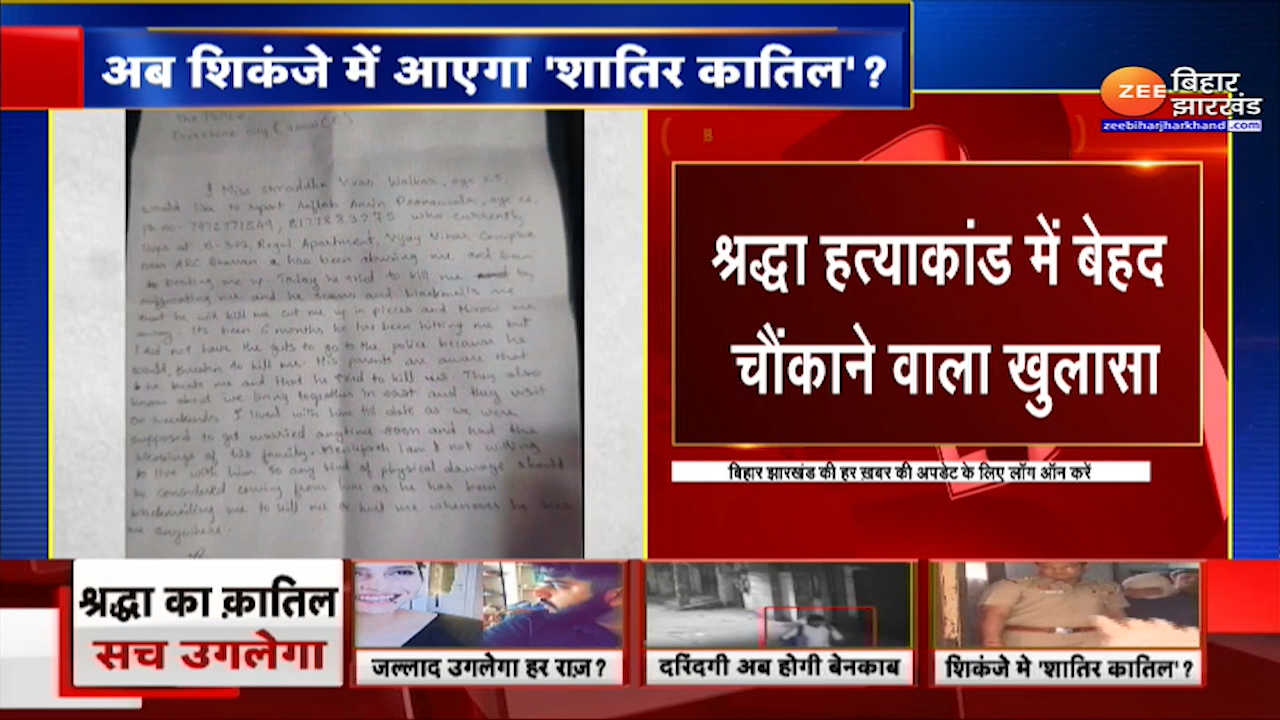 अब शिकंजे में आएगा 'शातिर कातिल' ?
ZEE बिहार
झारखंड
zeebiharjharkhand .com
The Police
I Miss Shraddha Vikas Walkar, age 25,
would like to report Aaftab Amin Poonawala, age 26,
who currently
lives at B-302, Regal Apartment, Vijay Vihar Complex
has been abusing me and been
beating me up. Today he tried to kill me by
suffocating me and he scares and blackmails me
that he will kill me cut me up in pieces and throw me
away. Its been 6 months he has been hitting me but
I did not have the guts to go to the police because he
would threaten to kill me. His parents are aware that
he beats me and that he tried to kill me. They also
know about we living together and they visit
on weekends. I lived with him till date as we were
supposed to get married anytime soon and had the
blessings of his family. Henceforth I am not willing
to live with him so any kind of physical damage should
be considered coming from him as he has been
blackmailing me to kill me or hurt me whenever he sees
me anywhere.
श्रद्धा हत्याकांड में बेहद
चौंकाने वाला खुलासा
बिहार झारखंड की हर ख़बर की अपडेट के लिए लॉग ऑन करें
श्रद्धा का क़ातिल
सच उगलेगा
जल्लाद उगलेगा हर राज़ ?
दरिंदगी अब होगी बेनकाब
शिकंजे मे 'शातिर कातिल' ?